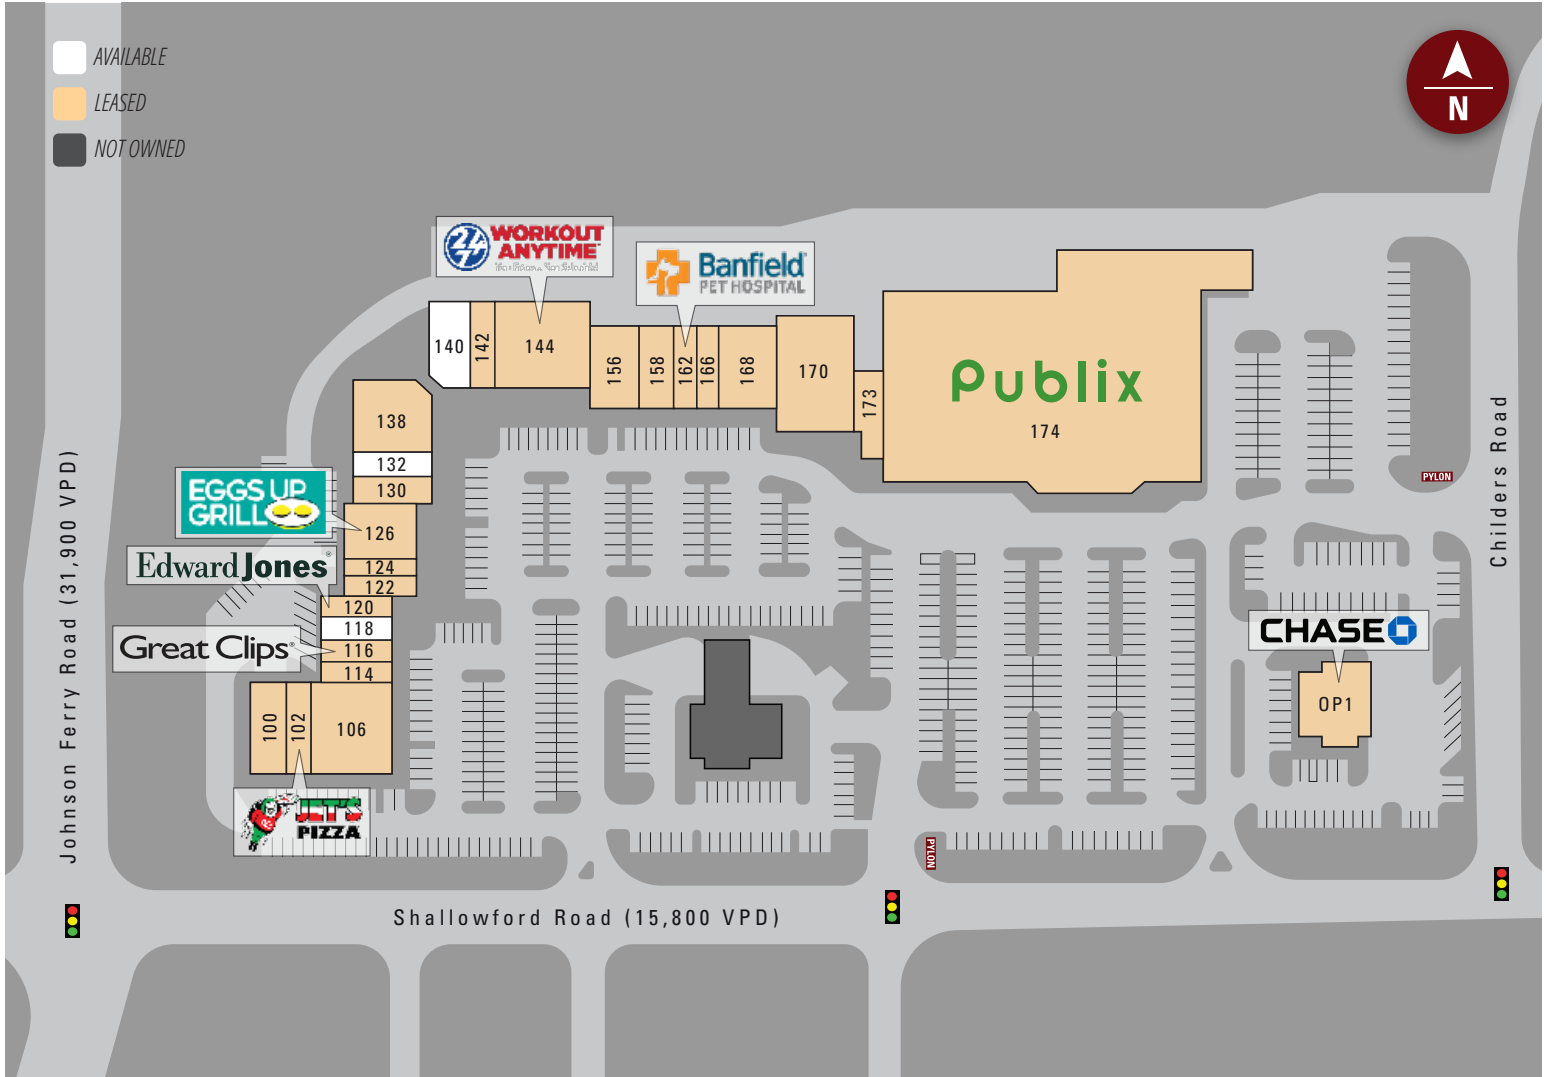 AVAILABLE
LEASED
NOT OWNED
N
WORKOUT
ANYTIME
Banfield
PET HOSPITAL
140
142
144
156
158
162
166
168
170
173
Publix
174
138
132
130
EGGS UP
GRILL
126
Edward Jones
124
122
120
118
Great Clips
116
114
100
102
106
JET'S
PIZZA
CHASE
OP1
PYLON
PYLON
Johnson Ferry Road (31,900 VPD)
Childers Road
Shallowford Road (15,800 VPD)